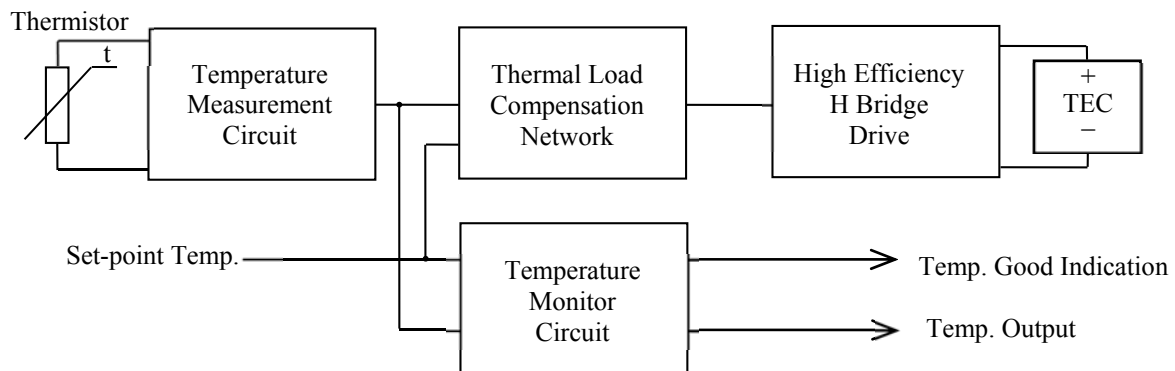 Thermistor
t
Temperature
Measurement
Circuit
Thermal Load
Compensation
Network
High Efficiency
H Bridge
Drive
+
TEC
−
Set-point Temp.
Temperature
Monitor
Circuit
Temp. Good Indication
Temp. Output